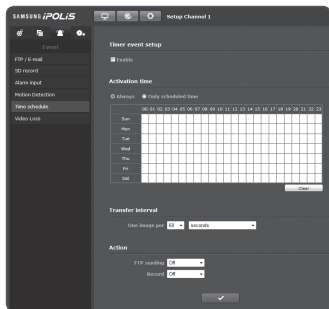 SAMSUNG iPOLiS
Setup Channel 1
Event
FTP / E-mail
SD record
Alarm input
Motion Detection
Time schedule
Video Loss
Timer event setup
Enable
Activation time
Always Only scheduled time
00 01 02 03 04 05 06 07 08 09 10 11 12 13 14 15 16 17 18 19 20 21 22 23
Sun
Mon
Tue
Wed
Thu
Fri
Sat
Clear
Transfer interval
One image per 60 seconds
Action
FTP sending Off
Record Off